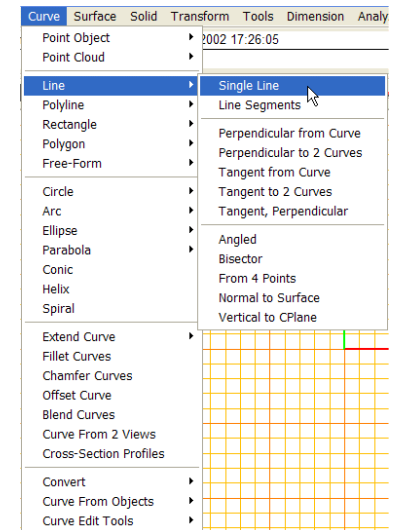 Curve Surface Solid Transform Tools Dimension Analy
2002 17:26:05
Point Object
Point Cloud
Line
Polyline
Rectangle
Polygon
Free-Form
Circle
Arc
Ellipse
Parabola
Conic
Helix
Spiral
Extend Curve
Fillet Curves
Chamfer Curves
Offset Curve
Blend Curves
Curve From 2 Views
Cross-Section Profiles
Convert
Curve From Objects
Curve Edit Tools
Single Line
Line Segments
Perpendicular from Curve
Perpendicular to 2 Curves
Tangent from Curve
Tangent to 2 Curves
Tangent, Perpendicular
Angled
Bisector
From 4 Points
Normal to Surface
Vertical to CPlane